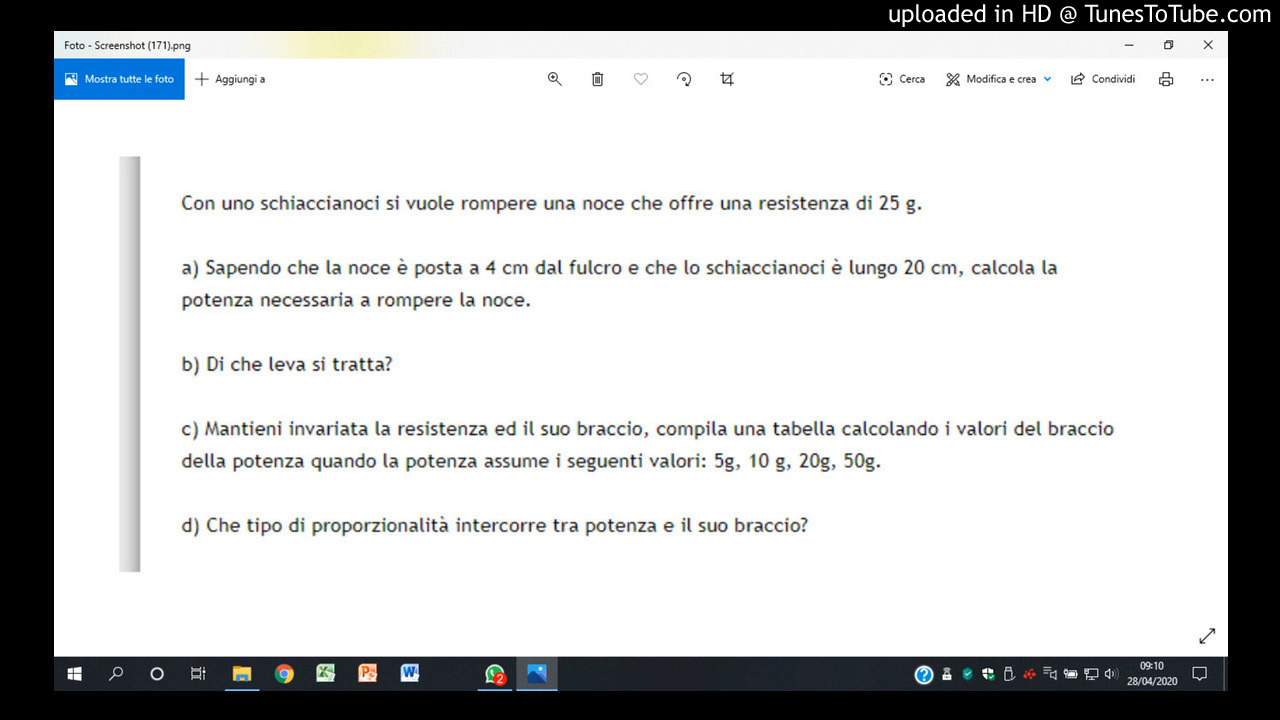 uploaded in HD @ TunesToTube.com
Foto - Screenshot (171).png
Mostra tutte le foto
Aggiungi a
Cerca
Modifica e crea
Condividi
Con uno schiaccianoci si vuole rompere una noce che offre una resistenza di 25 g.
a) Sapendo che la noce è posta a 4 cm dal fulcro e che lo schiaccianoci è lungo 20 cm, calcola la
potenza necessaria a rompere la noce.
b) Di che leva si tratta?
c) Mantieni invariata la resistenza ed il suo braccio, compila una tabella calcolando i valori del braccio
della potenza quando la potenza assume i seguenti valori: 5g, 10 g, 20g, 50g.
d) Che tipo di proporzionalità intercorre tra potenza e il suo braccio?
2
09:10
28/04/2020